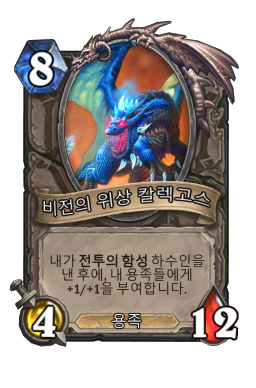 8
비전의 위상 칼렉고스
내가 전투의 함성 하수인을
낸 후에, 내 용족들에게
+1/+1을 부여합니다.
4
용족
12